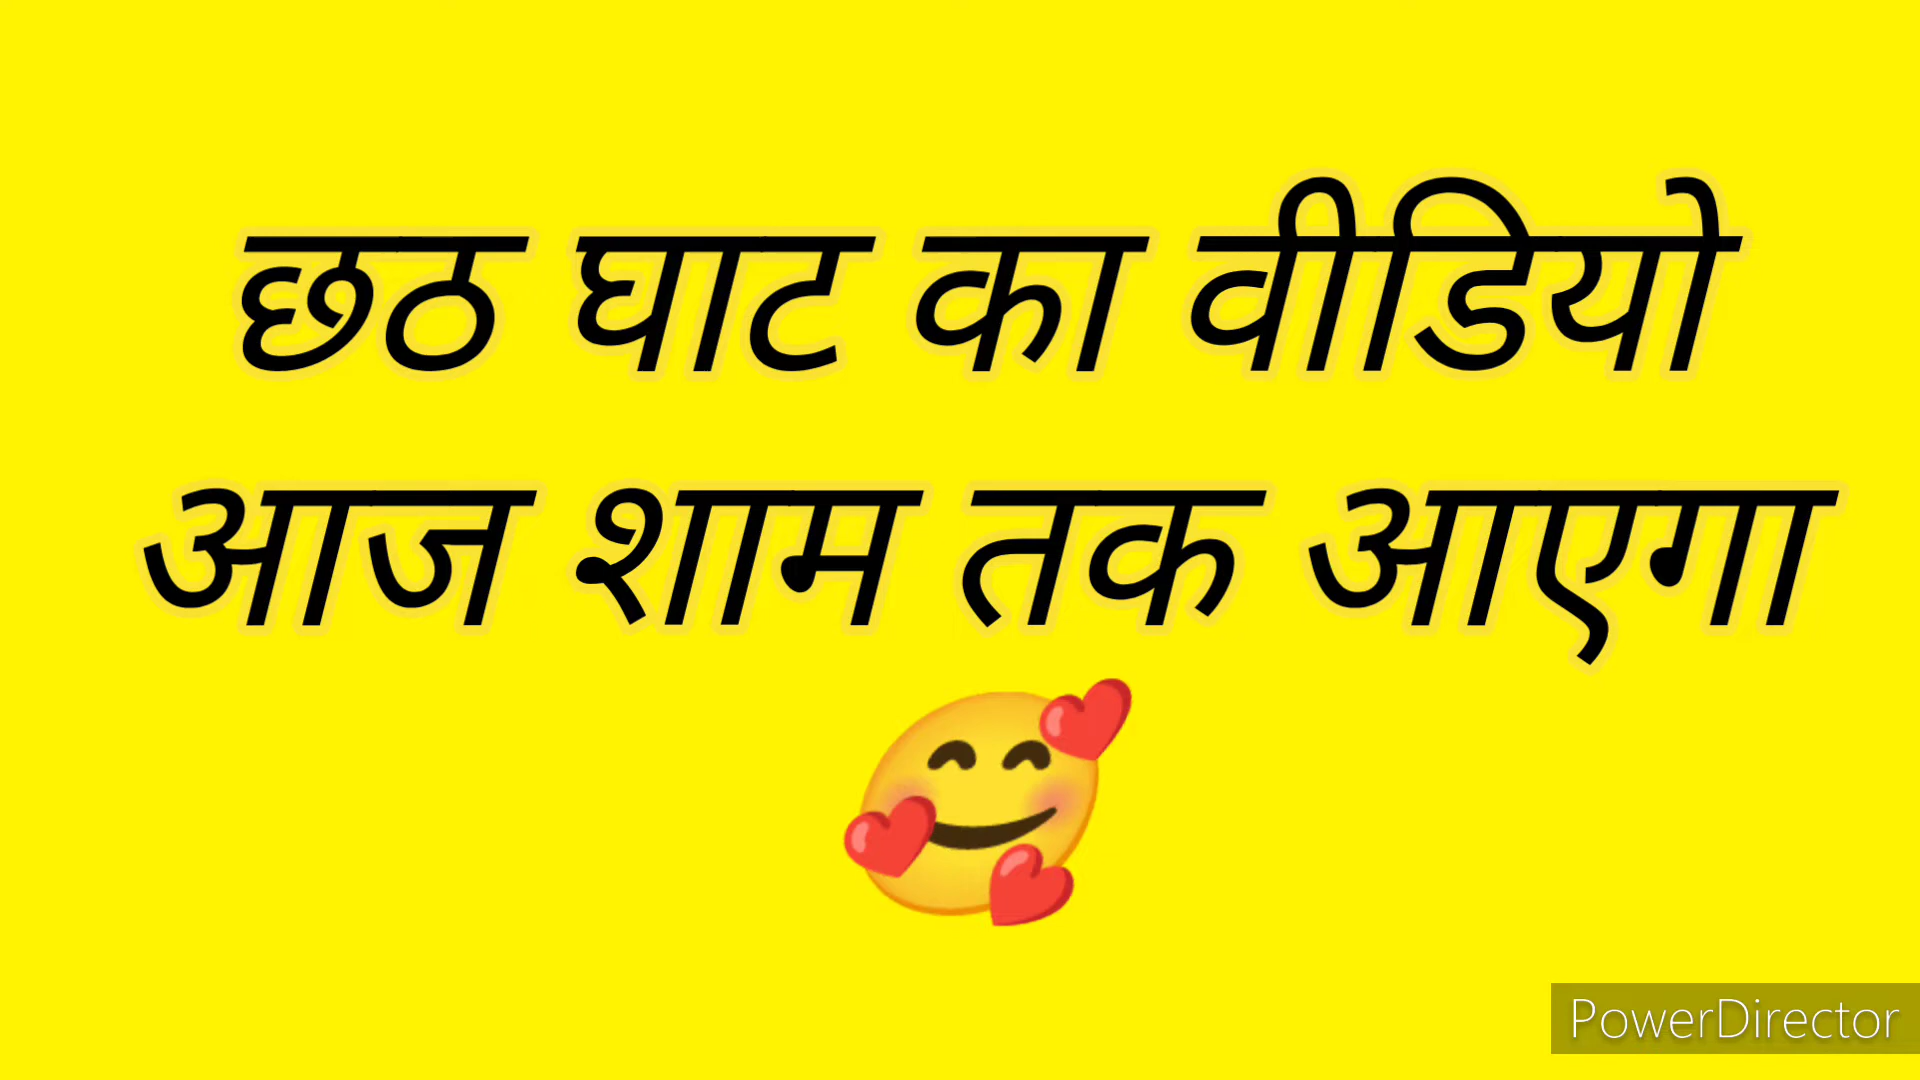 छठ घाट का वीडियो
आज शाम तक आएगा
🥰
PowerDirector